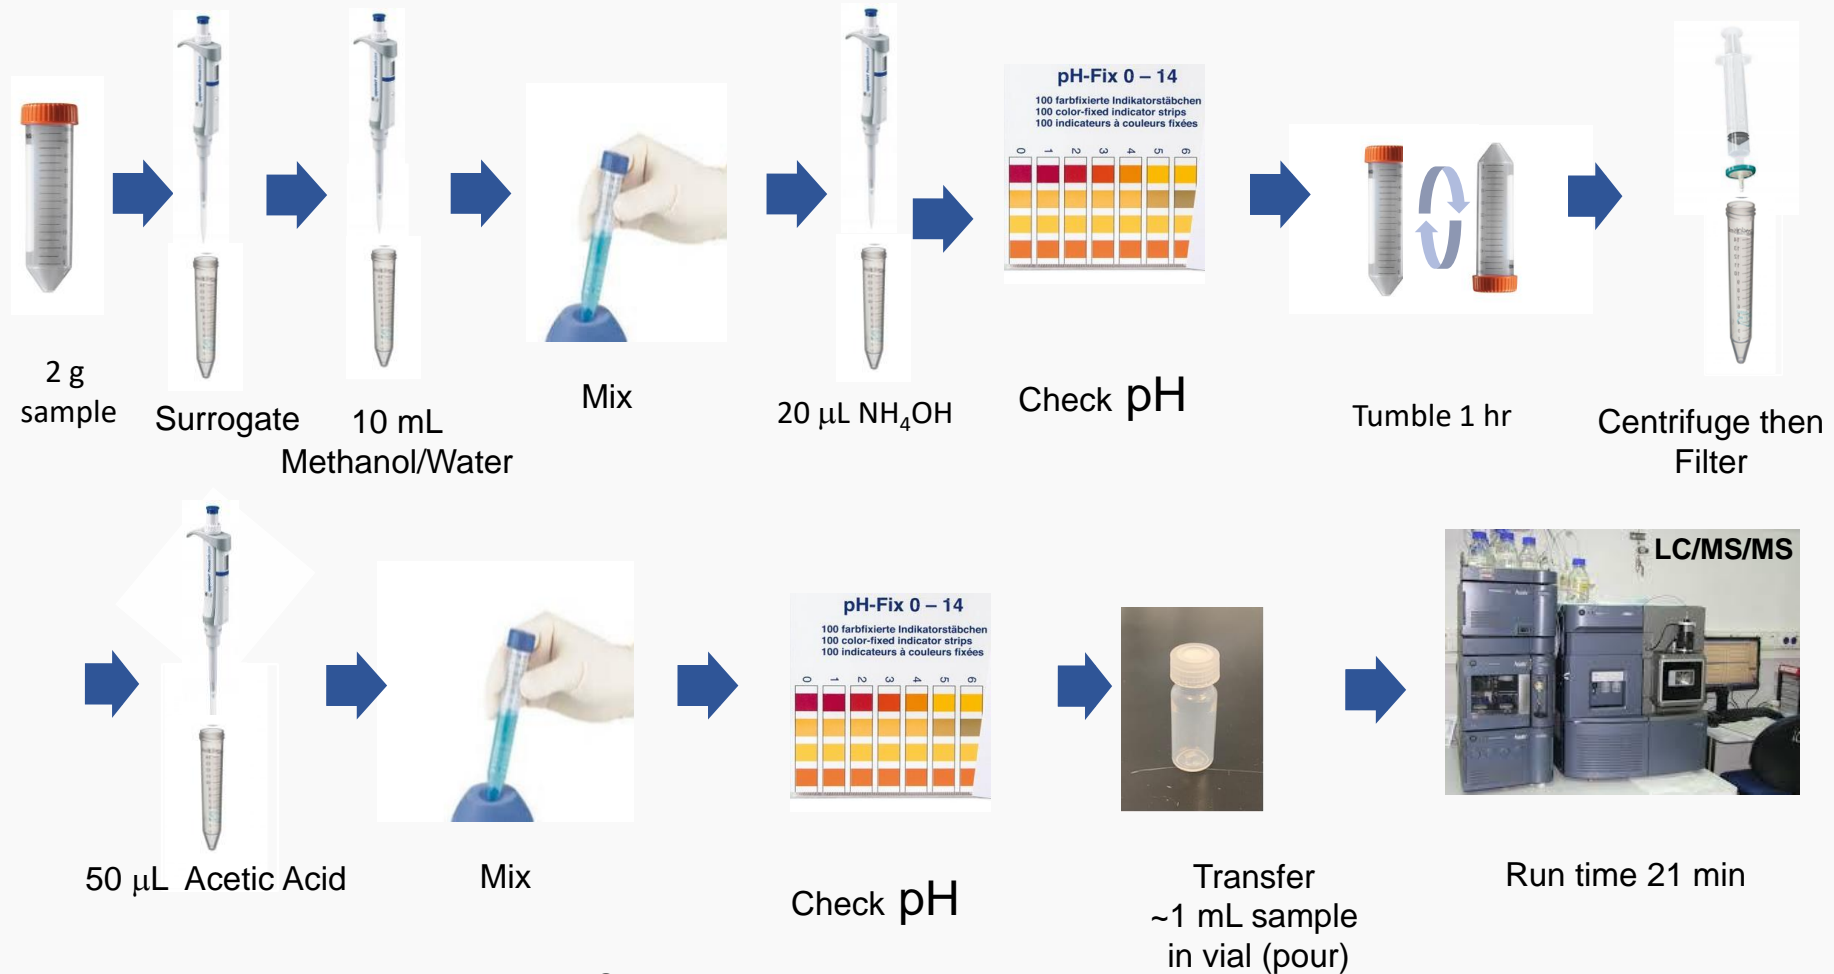 pH-Fix 0 – 14
100 farbfixierte Indikatorstäbchen
100 color-fixed indicator strips
100 indicateurs à couleurs fixées
0 1 2 3 4 5 6
2 g
sample
Surrogate
10 mL
Methanol/Water
Mix
20 μL NH₄OH
Check pH
Tumble 1 hr
Centrifuge then
Filter
LC/MS/MS
pH-Fix 0 – 14
100 farbfixierte Indikatorstäbchen
100 color-fixed indicator strips
100 indicateurs à couleurs fixées
0 1 2 3 4 5 6
50 μL Acetic Acid
Mix
Check pH
Transfer
~1 mL sample
in vial (pour)
Run time 21 min